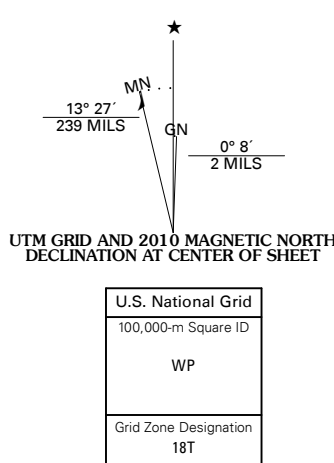 ★
MN
GN
13° 27´
239 MILS
0° 8´
2 MILS
UTM GRID AND 2010 MAGNETIC NORTH
DECLINATION AT CENTER OF SHEET
U.S. National Grid
100,000-m Square ID
WP
Grid Zone Designation
18T